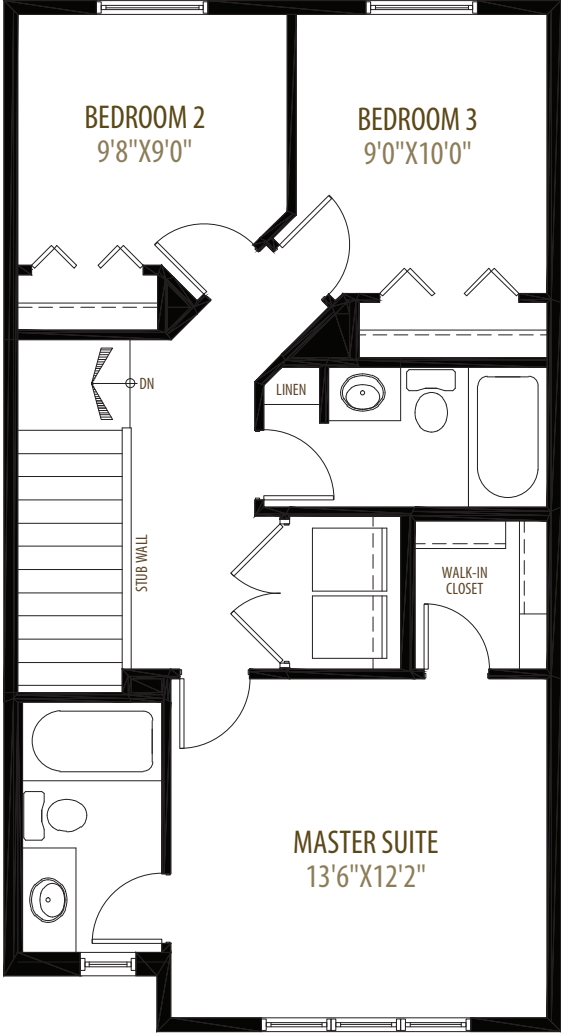 BEDROOM 2
9'8"X9'0"
BEDROOM 3
9'0"X10'0"
DN
LINEN
STUB WALL
WALK-IN
CLOSET
MASTER SUITE
13'6"X12'2"